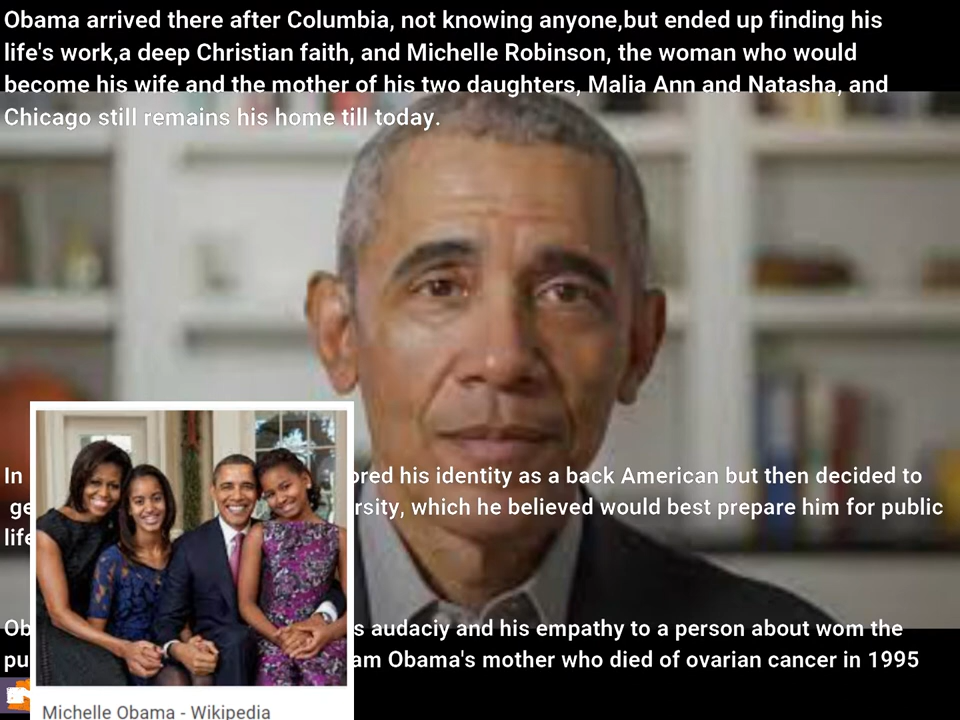 Obama arrived there after Columbia, not knowing anyone,but ended up finding his
life's work,a deep Christian faith, and Michelle Robinson, the woman who would
become his wife and the mother of his two daughters, Malia Ann and Natasha, and
Chicago still remains his home till today.
In ored his identity as a back American but then decided to
ge rsity, which he believed would best prepare him for public
life
Ob s audaciy and his empathy to a person about wom the
pu am Obama's mother who died of ovarian cancer in 1995
Michelle Obama - Wikipedia